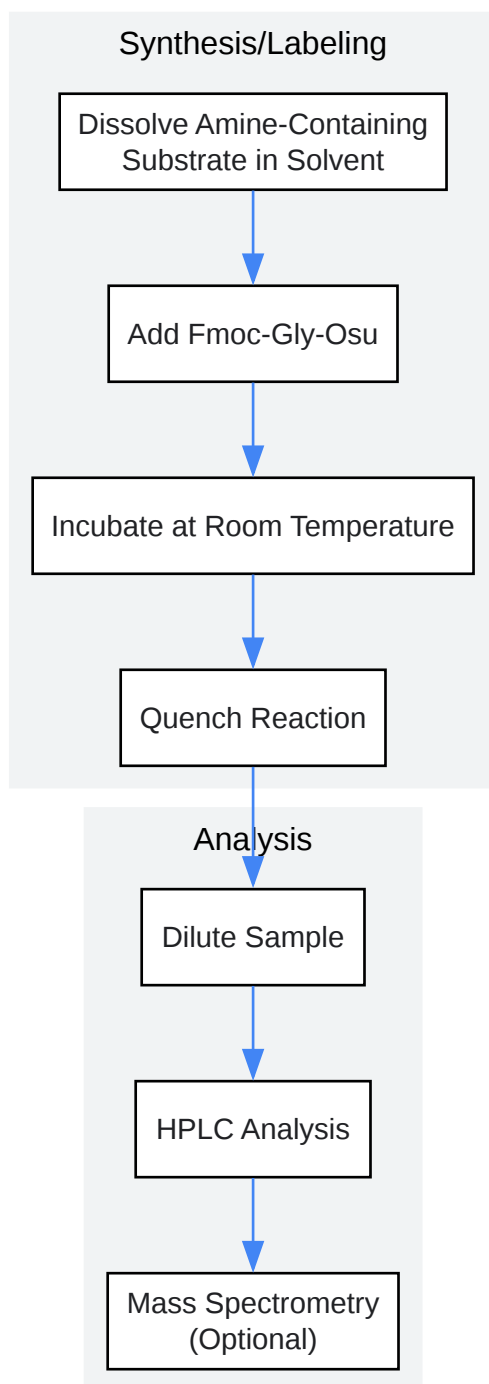 Synthesis/Labeling
Dissolve Amine-Containing
Substrate in Solvent
Add Fmoc-Gly-Osu
Incubate at Room Temperature
Quench Reaction
Analysis
Dilute Sample
HPLC Analysis
Mass Spectrometry
(Optional)